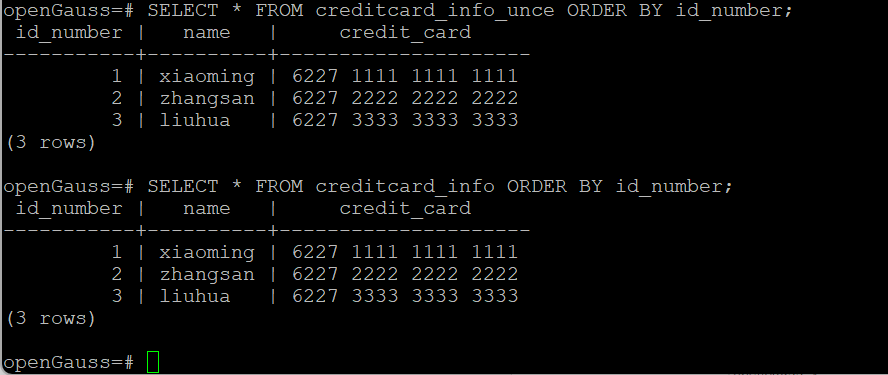 openGauss=# SELECT * FROM creditcard_info_unce ORDER BY id_number;
 id_number |   name   |     credit_card
-----------+----------+---------------------
         1 | xiaoming | 6227 1111 1111 1111
         2 | zhangsan | 6227 2222 2222 2222
         3 | liuhua   | 6227 3333 3333 3333
(3 rows)
openGauss=# SELECT * FROM creditcard_info ORDER BY id_number;
 id_number |   name   |     credit_card
-----------+----------+---------------------
         1 | xiaoming | 6227 1111 1111 1111
         2 | zhangsan | 6227 2222 2222 2222
         3 | liuhua   | 6227 3333 3333 3333
(3 rows)
openGauss=#